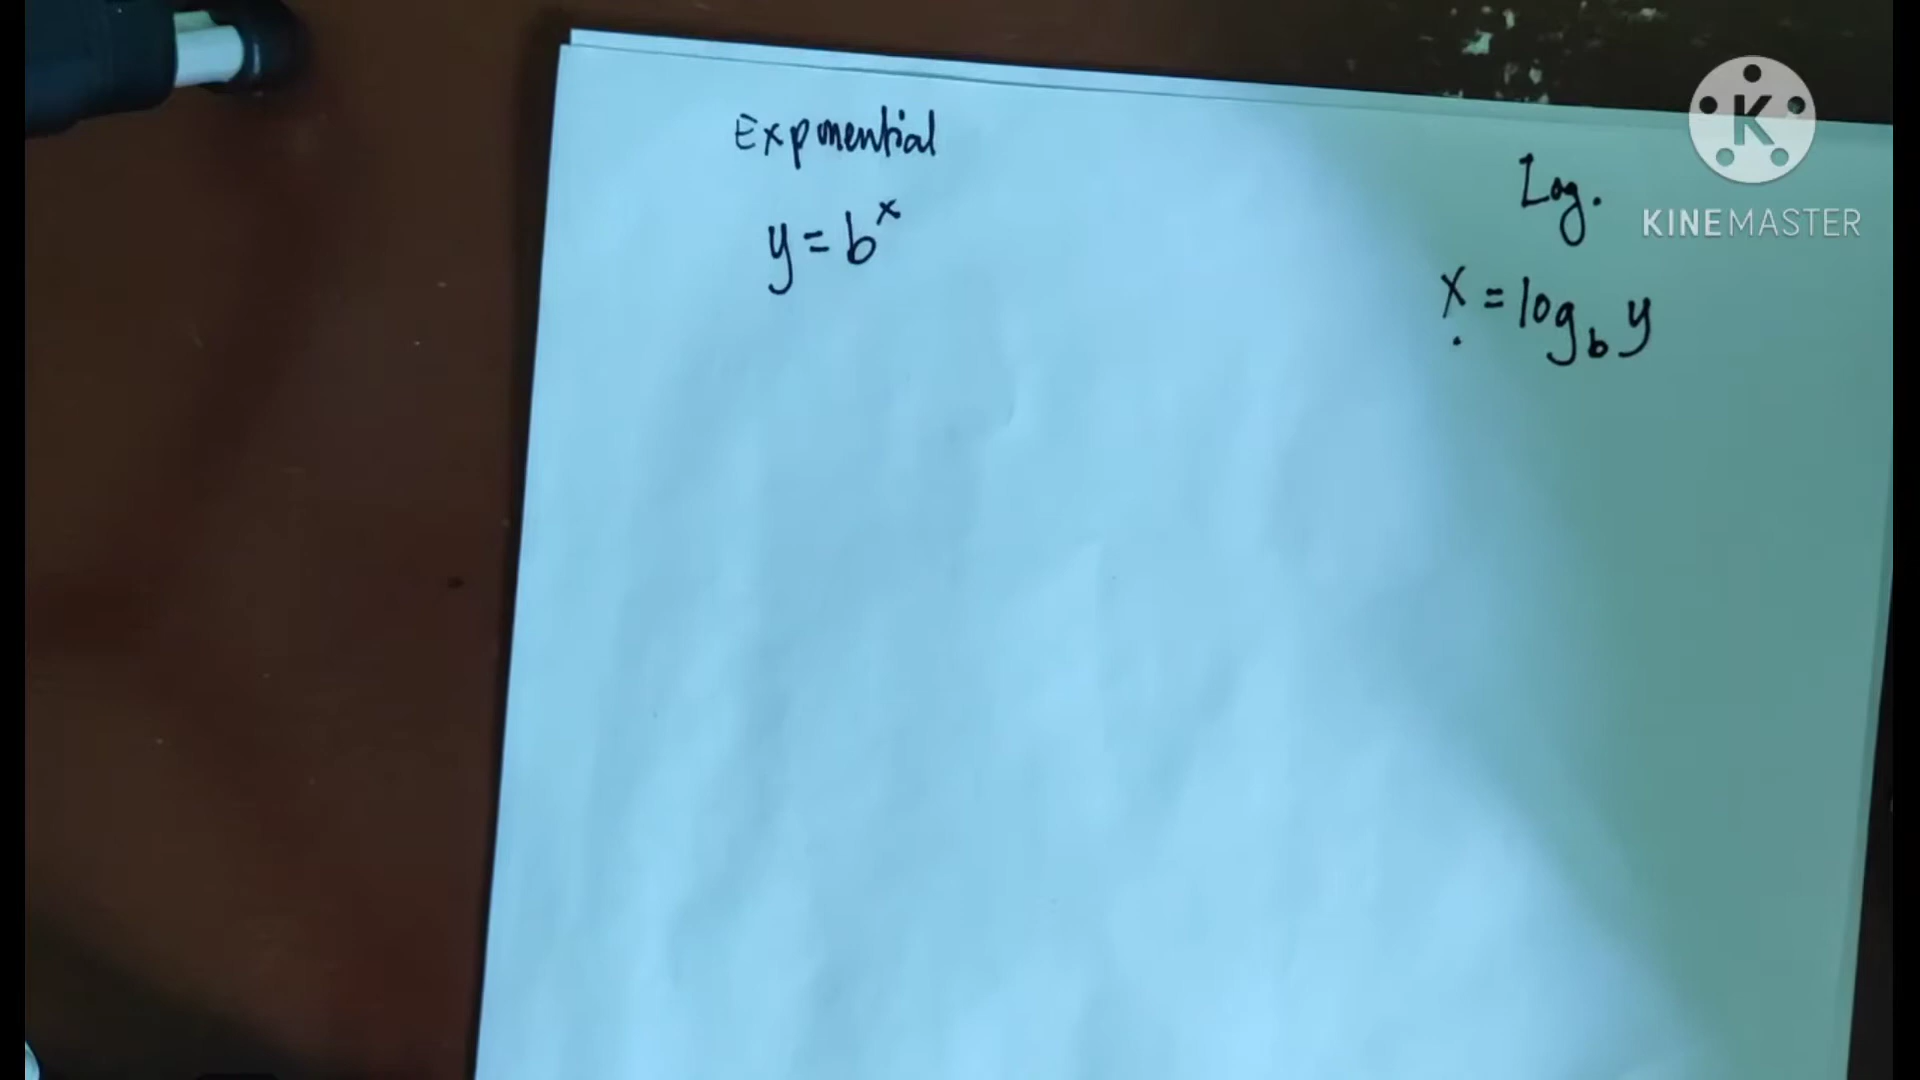 Exponential
y = b^x
Log.
x = log_b y
K
KINEMASTER